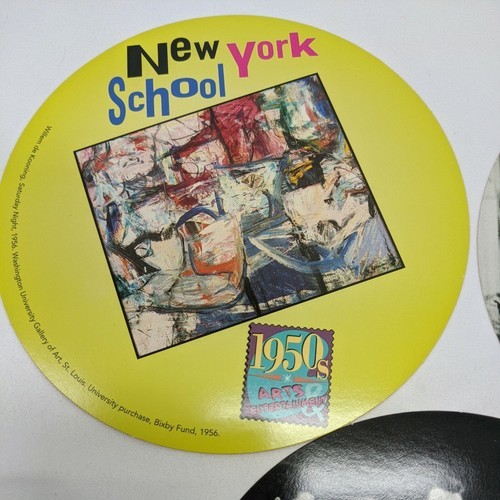 New York
School
Willem de Kooning, Saturday Night, 1956. Washington University Gallery of Art, St. Louis. University purchase, Bixby Fund, 1956.
1950s
ARTS &
ENTERTAINMENT